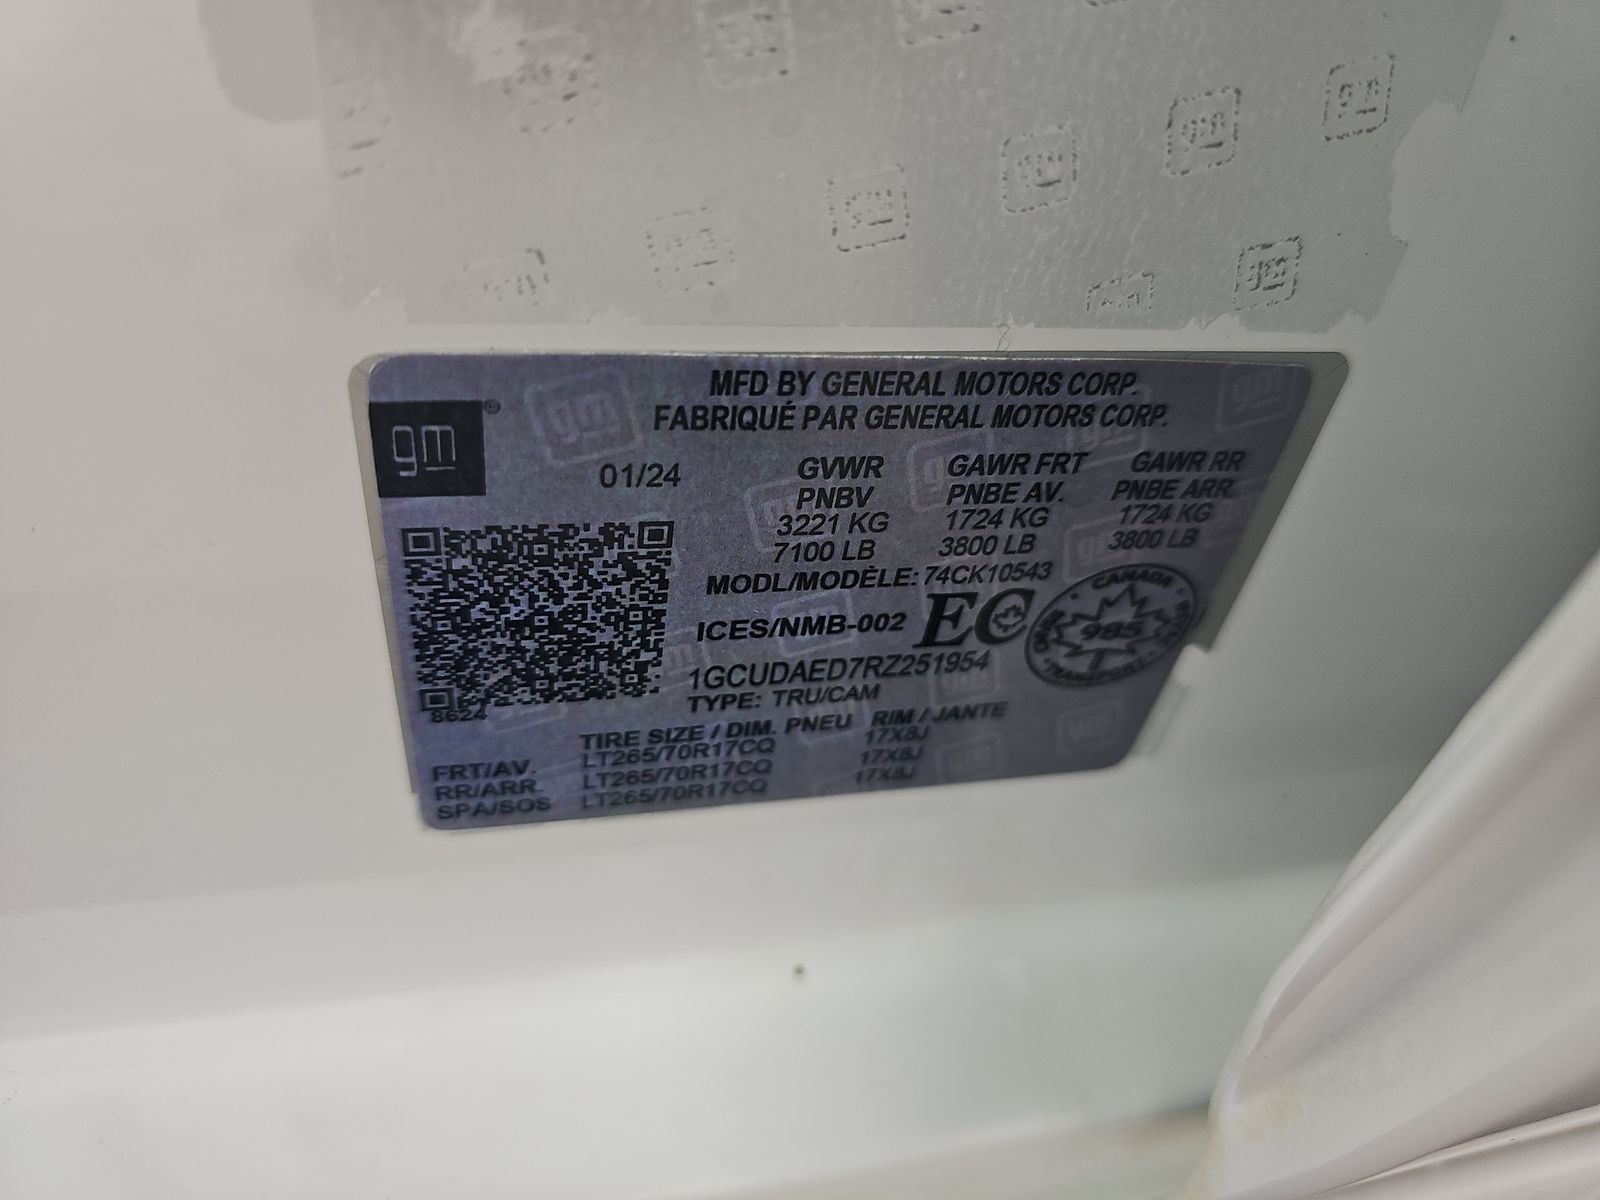 MFD BY GENERAL MOTORS CORP.
FABRIQUÉ PAR GENERAL MOTORS CORP.
gm®
01/24
GVWR GAWR FRT GAWR RR
PNBV PNBE AV. PNBE ARR.
3221 KG 1724 KG 1724 KG
7100 LB 3800 LB 3800 LB
MODL/MODÈLE: 74CK10543
ICES/NMB-002 EC
CANADA
985
TRANSPORT
1GCUDAED7RZ251954
TYPE: TRU/CAM
8624
TIRE SIZE / DIM. PNEU RIM / JANTE
FRT/AV. LT265/70R17CQ 17X8J
RR/ARR. LT265/70R17CQ 17X8J
SPA/SOS LT265/70R17CQ 17X8J